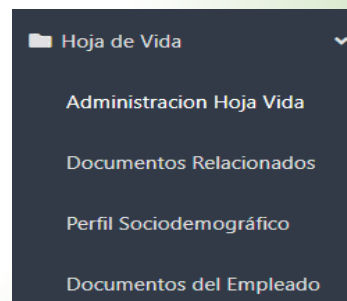 Hoja de Vida
Administracion Hoja Vida
Documentos Relacionados
Perfil Sociodemográfico
Documentos del Empleado